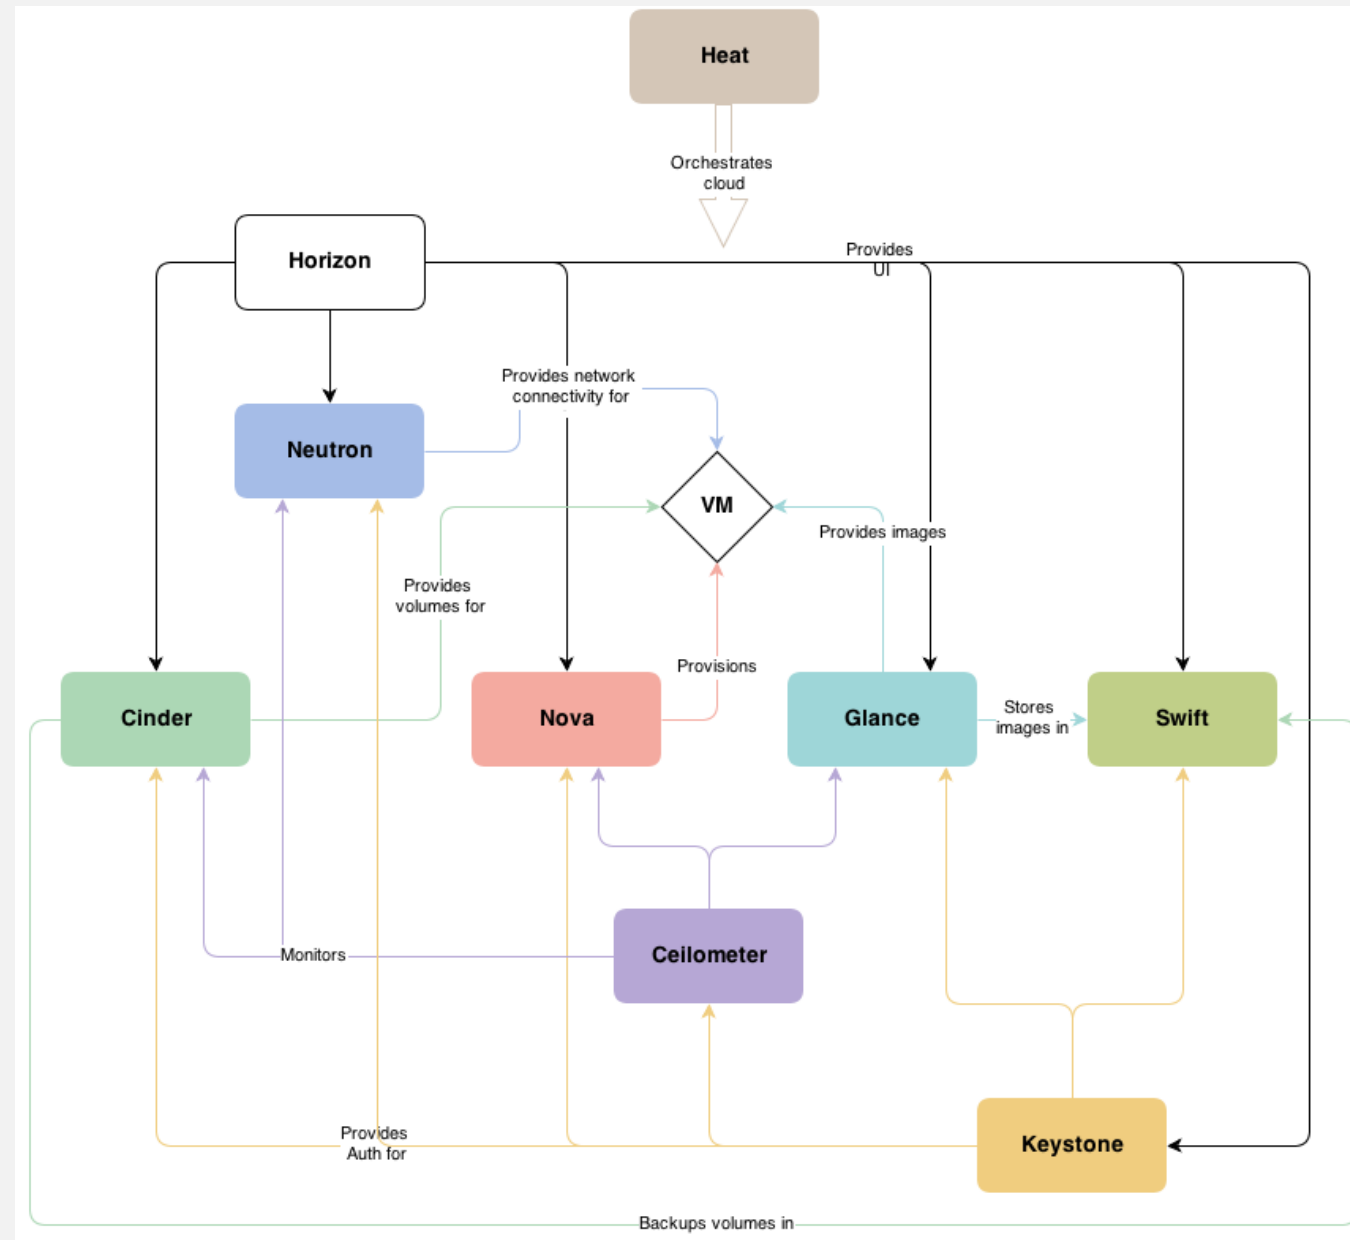 Heat
Orchestrates
cloud
Horizon
Provides
UI
Provides network
connectivity for
Neutron
VM
Provides images
Provides
volumes for
Provisions
Cinder
Nova
Glance
Stores
images in
Swift
Ceilometer
Monitors
Provides
Auth for
Keystone
Backups volumes in